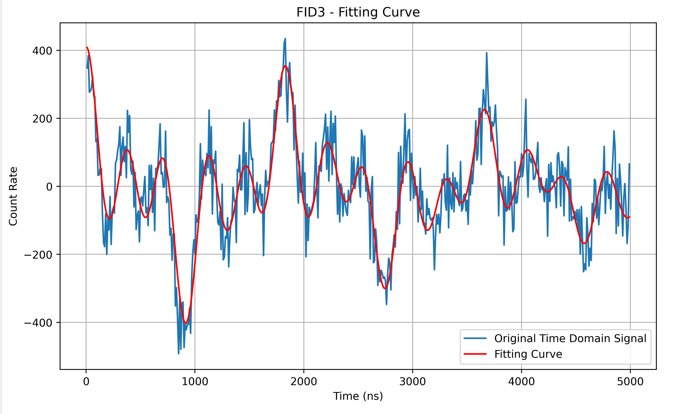 FID3 - Fitting Curve
Count Rate
400
200
0
−200
−400
0
1000
2000
3000
4000
5000
Time (ns)
Original Time Domain Signal
Fitting Curve